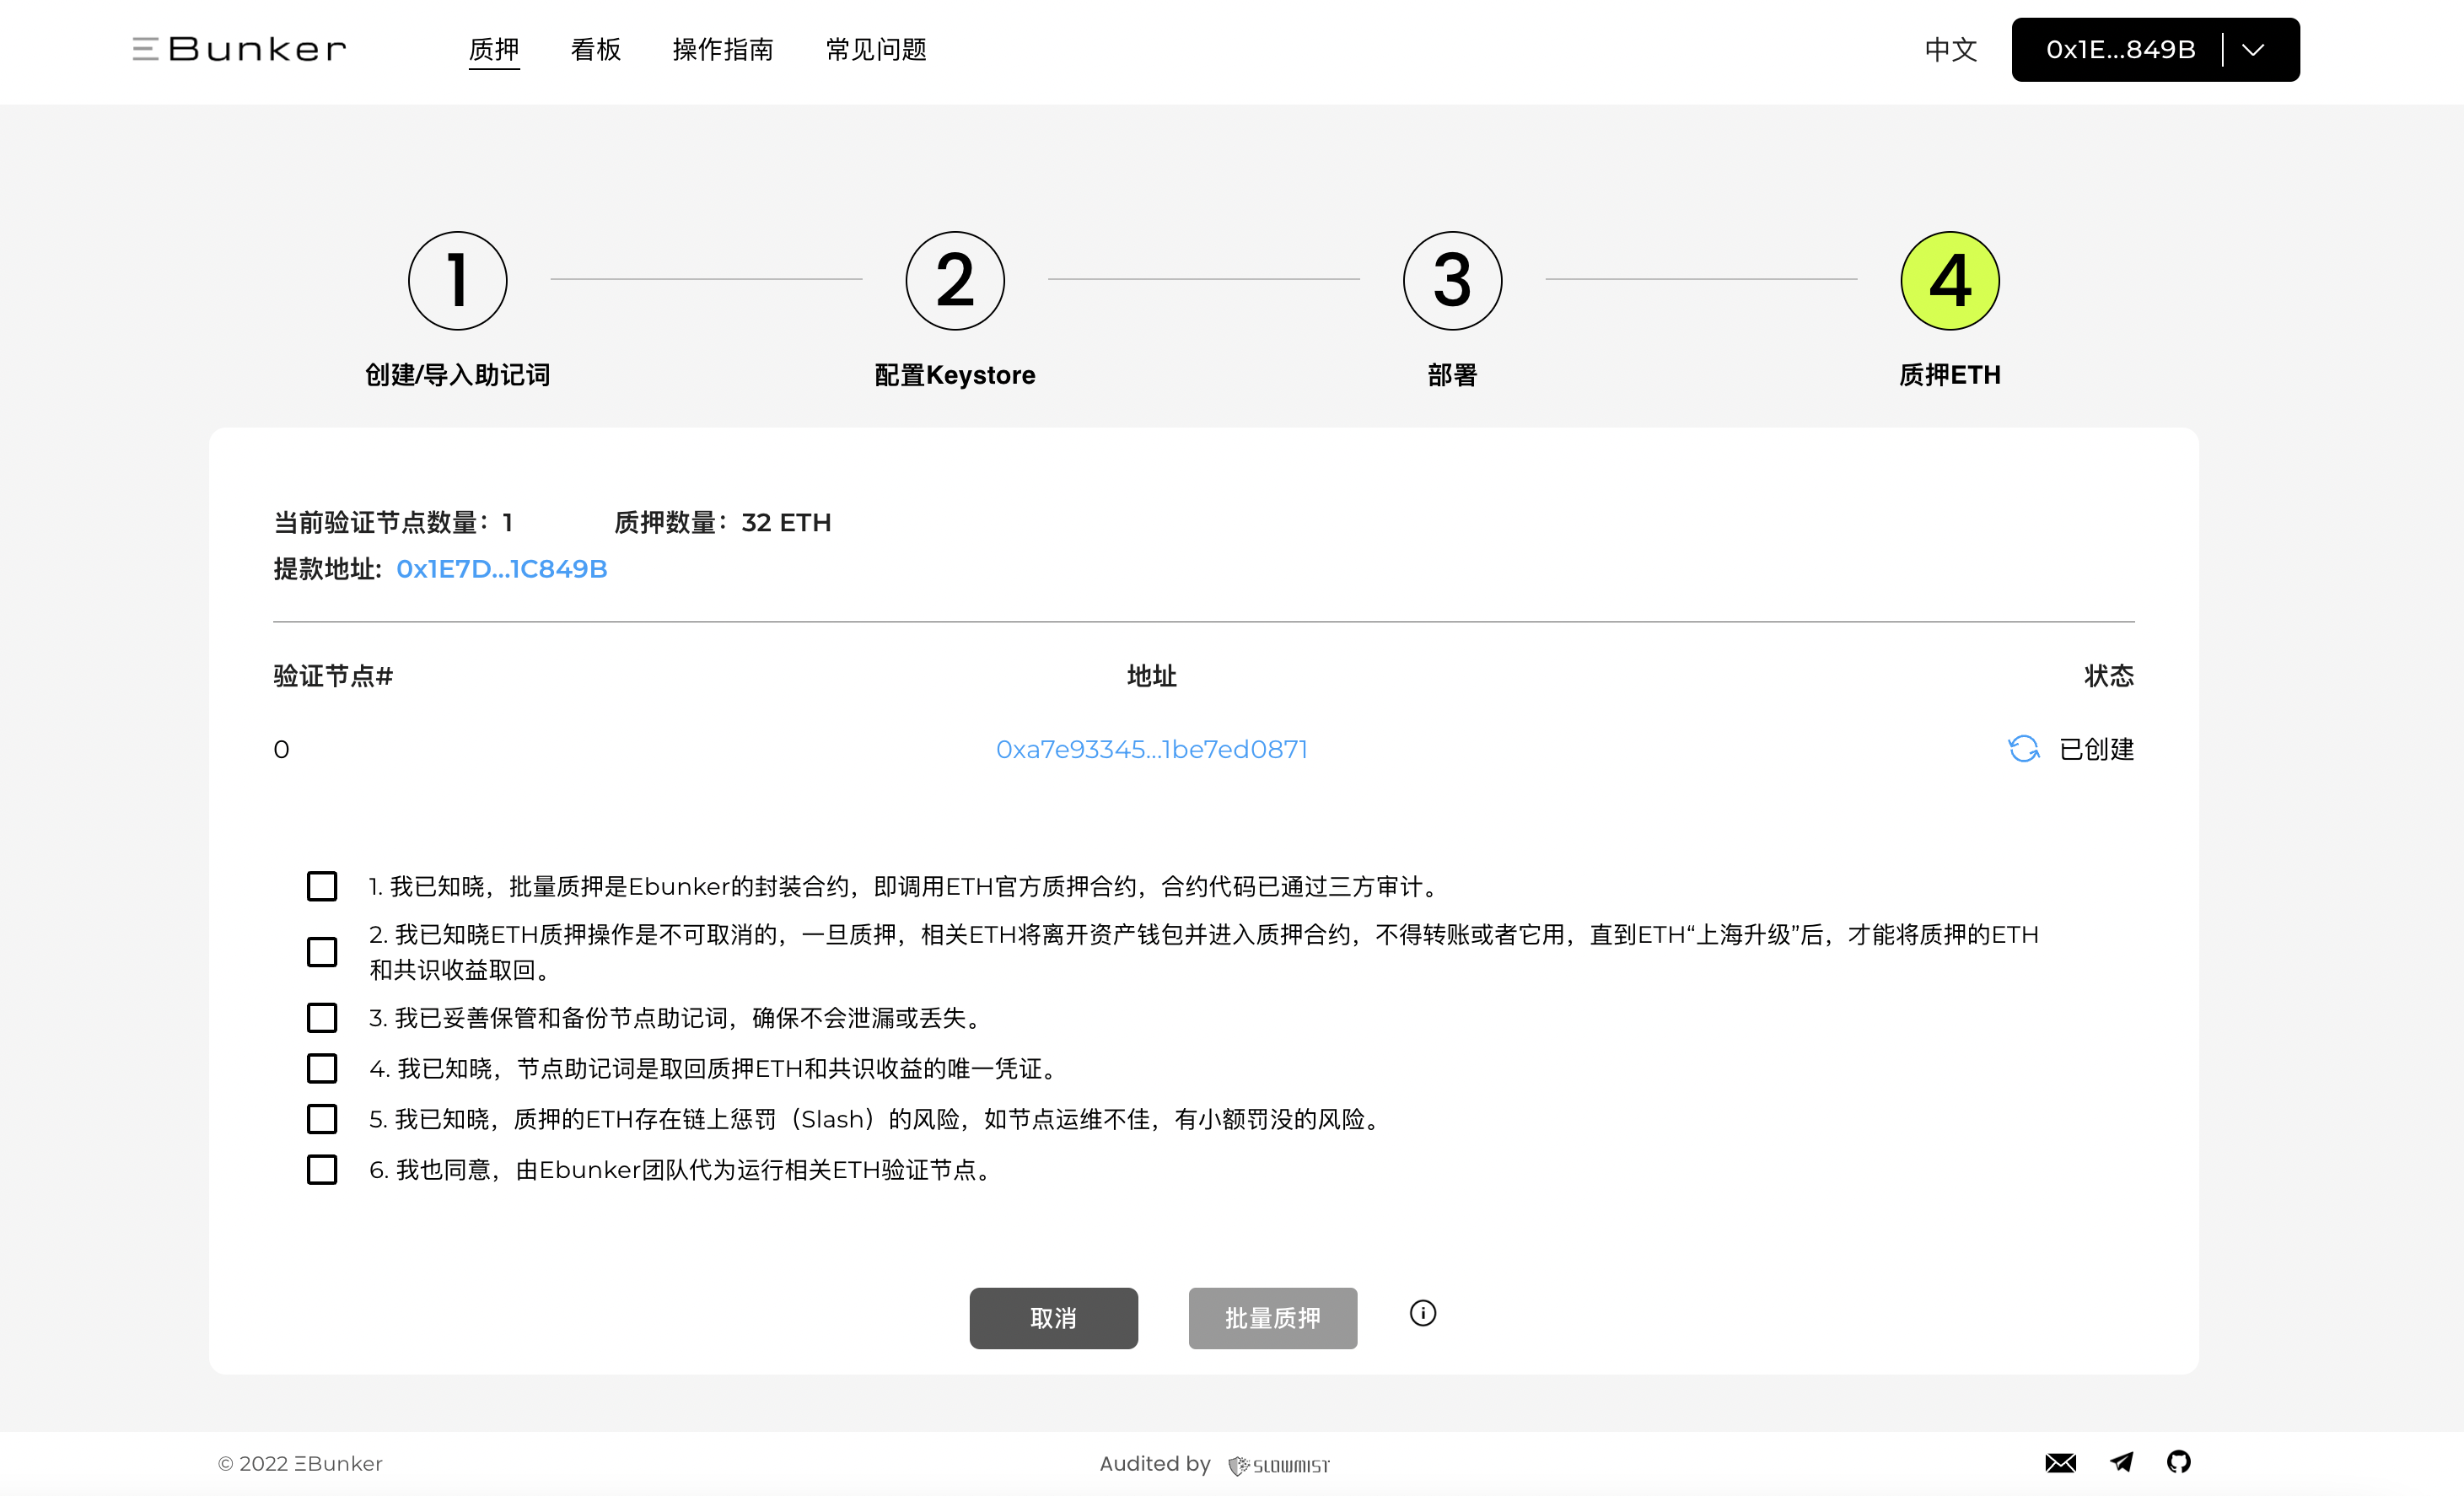 ΞBunker
质押 看板 操作指南 常见问题
中文 0x1E...849B
1 2 3 4
创建/导入助记词 配置Keystore 部署 质押ETH
当前验证节点数量：1 质押数量：32 ETH
提款地址: 0x1E7D...1C849B
验证节点# 地址 状态
0 0xa7e93345...1be7ed0871 已创建
1. 我已知晓，批量质押是Ebunker的封装合约，即调用ETH官方质押合约，合约代码已通过三方审计。
2. 我已知晓ETH质押操作是不可取消的，一旦质押，相关ETH将离开资产钱包并进入质押合约，不得转账或者它用，直到ETH“上海升级”后，才能将质押的ETH
和共识收益取回。
3. 我已妥善保管和备份节点助记词，确保不会泄漏或丢失。
4. 我已知晓，节点助记词是取回质押ETH和共识收益的唯一凭证。
5. 我已知晓，质押的ETH存在链上惩罚（Slash）的风险，如节点运维不佳，有小额罚没的风险。
6. 我也同意，由Ebunker团队代为运行相关ETH验证节点。
取消 批量质押
© 2022 ΞBunker Audited by SLOWMIST